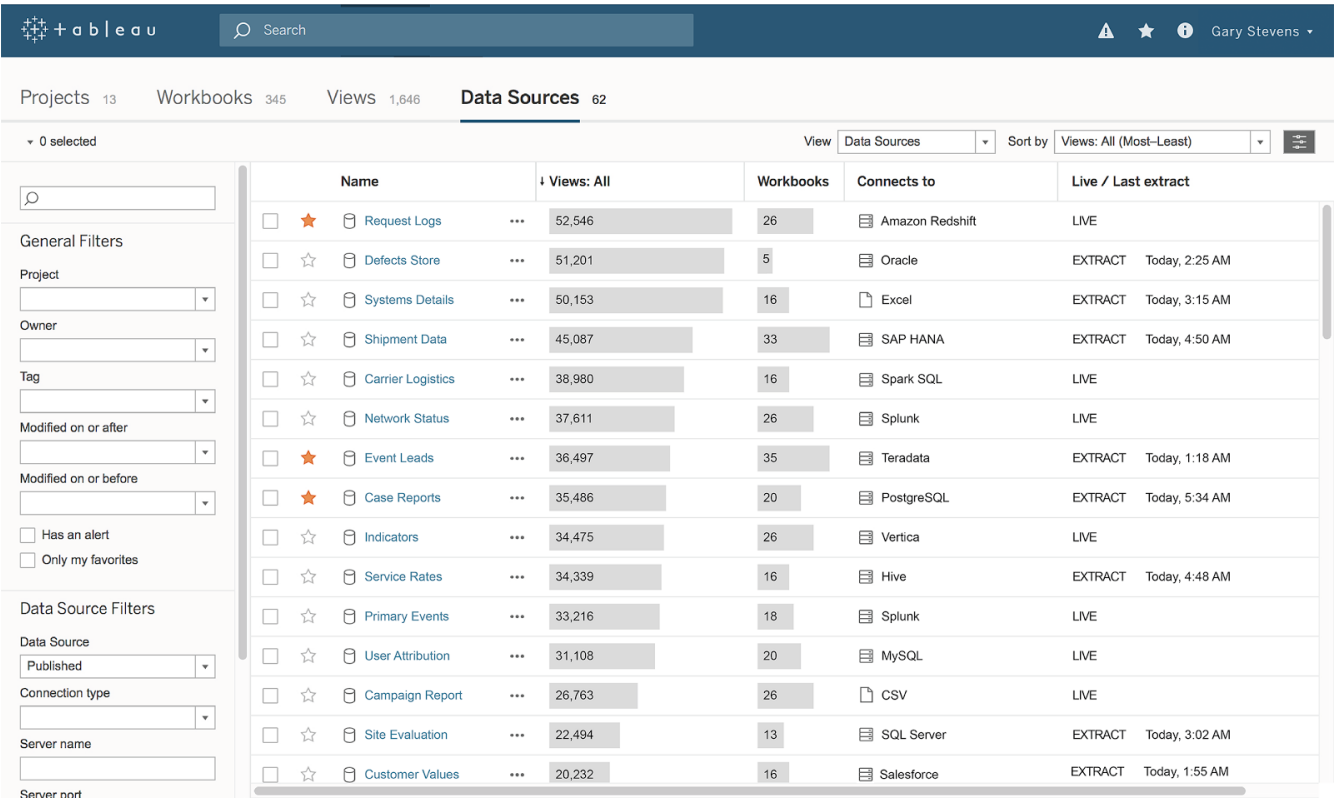 tableau Search Gary Stevens
Projects 13 Workbooks 345 Views 1,646 Data Sources 62
0 selected View Data Sources Sort by Views: All (Most–Least)
Name Views: All Workbooks Connects to Live / Last extract
General Filters
Project
Owner
Tag
Modified on or after
Modified on or before
Has an alert
Only my favorites
Data Source Filters
Data Source
Published
Connection type
Server name
Server port
Request Logs 52,546 26 Amazon Redshift LIVE
Defects Store 51,201 5 Oracle EXTRACT Today, 2:25 AM
Systems Details 50,153 16 Excel EXTRACT Today, 3:15 AM
Shipment Data 45,087 33 SAP HANA EXTRACT Today, 4:50 AM
Carrier Logistics 38,980 16 Spark SQL LIVE
Network Status 37,611 26 Splunk LIVE
Event Leads 36,497 35 Teradata EXTRACT Today, 1:18 AM
Case Reports 35,486 20 PostgreSQL EXTRACT Today, 5:34 AM
Indicators 34,475 26 Vertica LIVE
Service Rates 34,339 16 Hive EXTRACT Today, 4:48 AM
Primary Events 33,216 18 Splunk LIVE
User Attribution 31,108 20 MySQL LIVE
Campaign Report 26,763 26 CSV LIVE
Site Evaluation 22,494 13 SQL Server EXTRACT Today, 3:02 AM
Customer Values 20,232 16 Salesforce EXTRACT Today, 1:55 AM